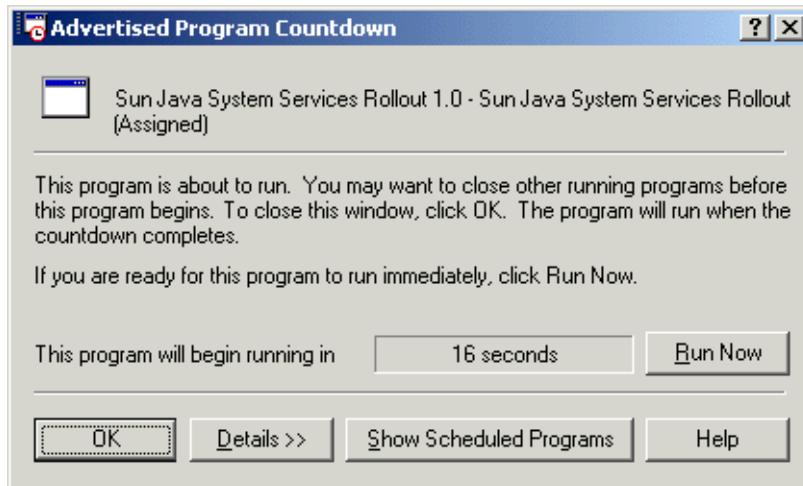 Advertised Program Countdown
Sun Java System Services Rollout 1.0 - Sun Java System Services Rollout
(Assigned)
This program is about to run.  You may want to close other running programs before
this program begins. To close this window, click OK.  The program will run when the
countdown completes.
If you are ready for this program to run immediately, click Run Now.
This program will begin running in 16 seconds Run Now
OK Details >> Show Scheduled Programs Help